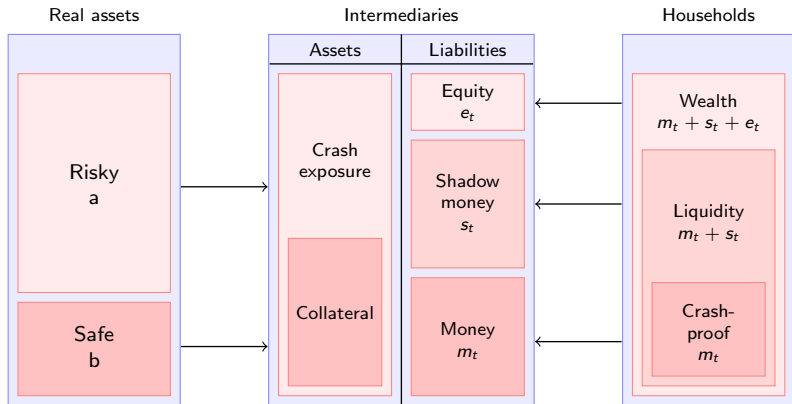 Real assets
Intermediaries
Households
Assets
Liabilities
Risky
a
Safe
b
Crash
exposure
Collateral
Equity
e_t
Shadow
money
s_t
Money
m_t
Wealth
m_t + s_t + e_t
Liquidity
m_t + s_t
Crash-
proof
m_t